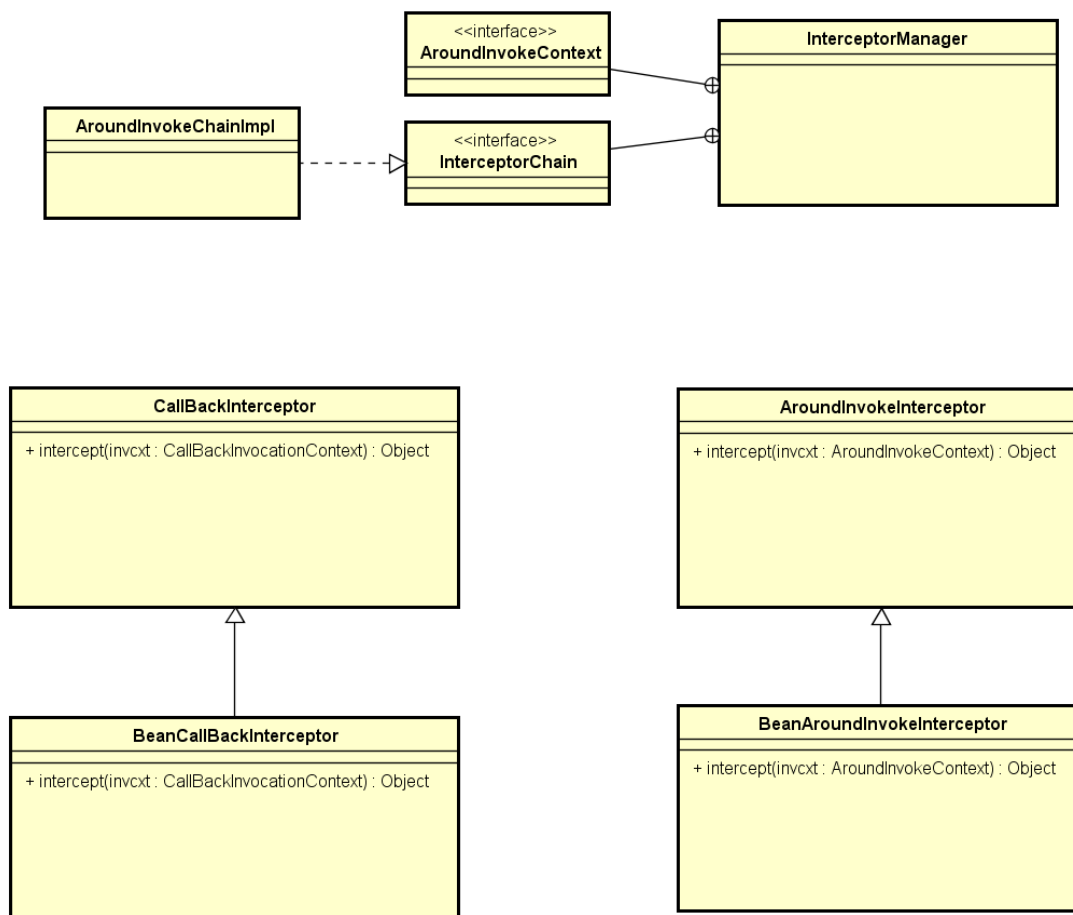 <<interface>>
AroundInvokeContext
InterceptorManager
AroundInvokeChainImpl
<<interface>>
InterceptorChain
CallBackInterceptor
+ intercept(invcxt : CallBackInvocationContext) : Object
AroundInvokeInterceptor
+ intercept(invcxt : AroundInvokeContext) : Object
BeanCallBackInterceptor
+ intercept(invcxt : CallBackInvocationContext) : Object
BeanAroundInvokeInterceptor
+ intercept(invcxt : AroundInvokeContext) : Object